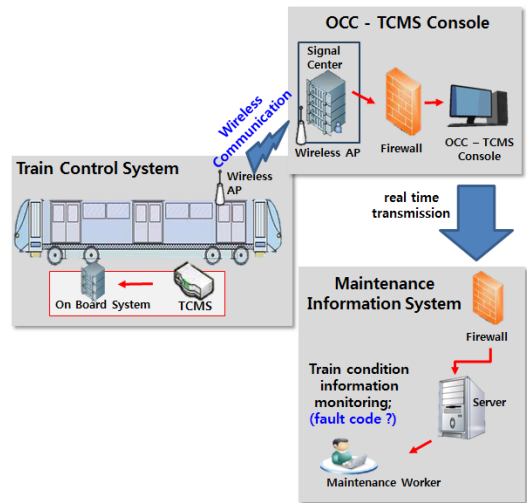 OCC - TCMS Console
Signal
Center
Wireless AP
Firewall
OCC – TCMS
Console
Wireless
Communication
Train Control System
Wireless
AP
On Board System
TCMS
real time
transmission
Maintenance
Information System
Firewall
Train condition
information
monitoring;
(fault code ?)
Server
Maintenance Worker